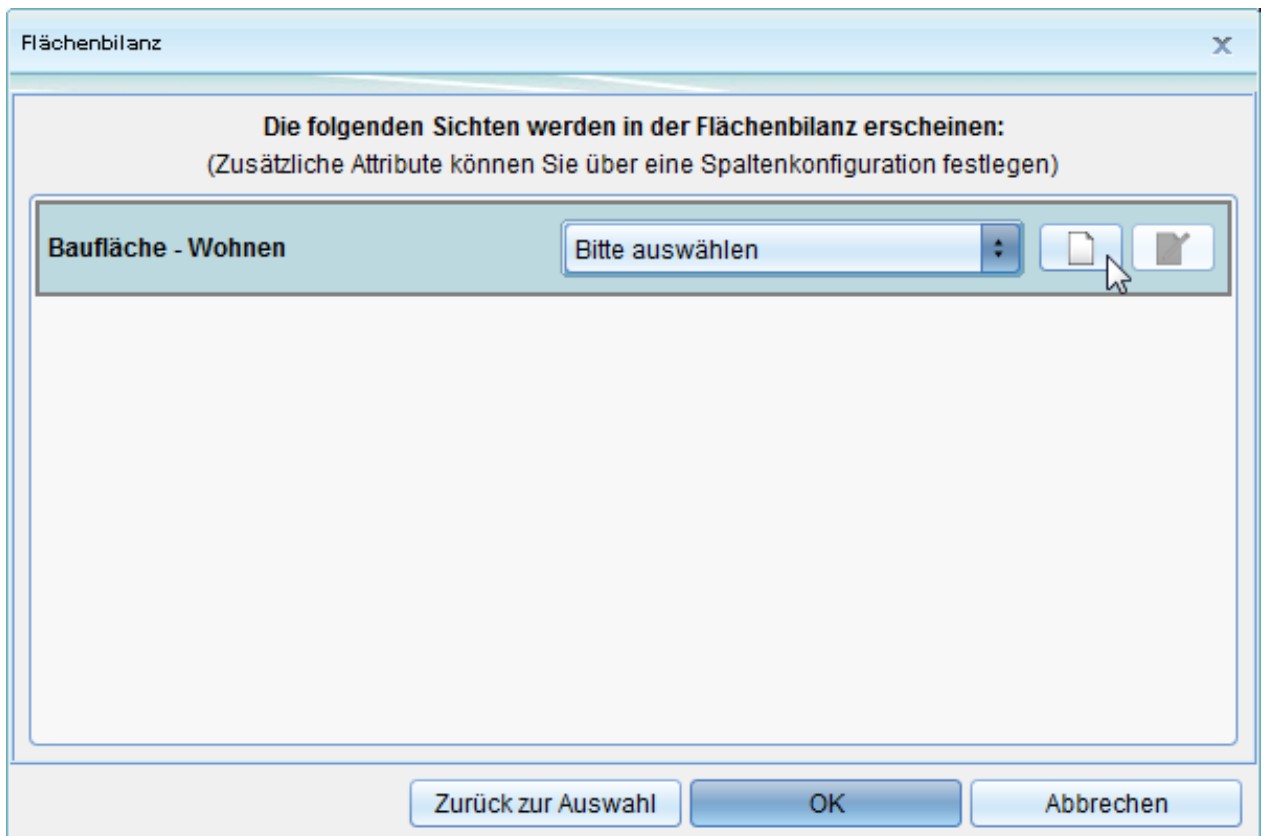 Flächenbilanz
Die folgenden Sichten werden in der Flächenbilanz erscheinen:
(Zusätzliche Attribute können Sie über eine Spaltenkonfiguration festlegen)
Baufläche - Wohnen
Bitte auswählen
Zurück zur Auswahl
OK
Abbrechen